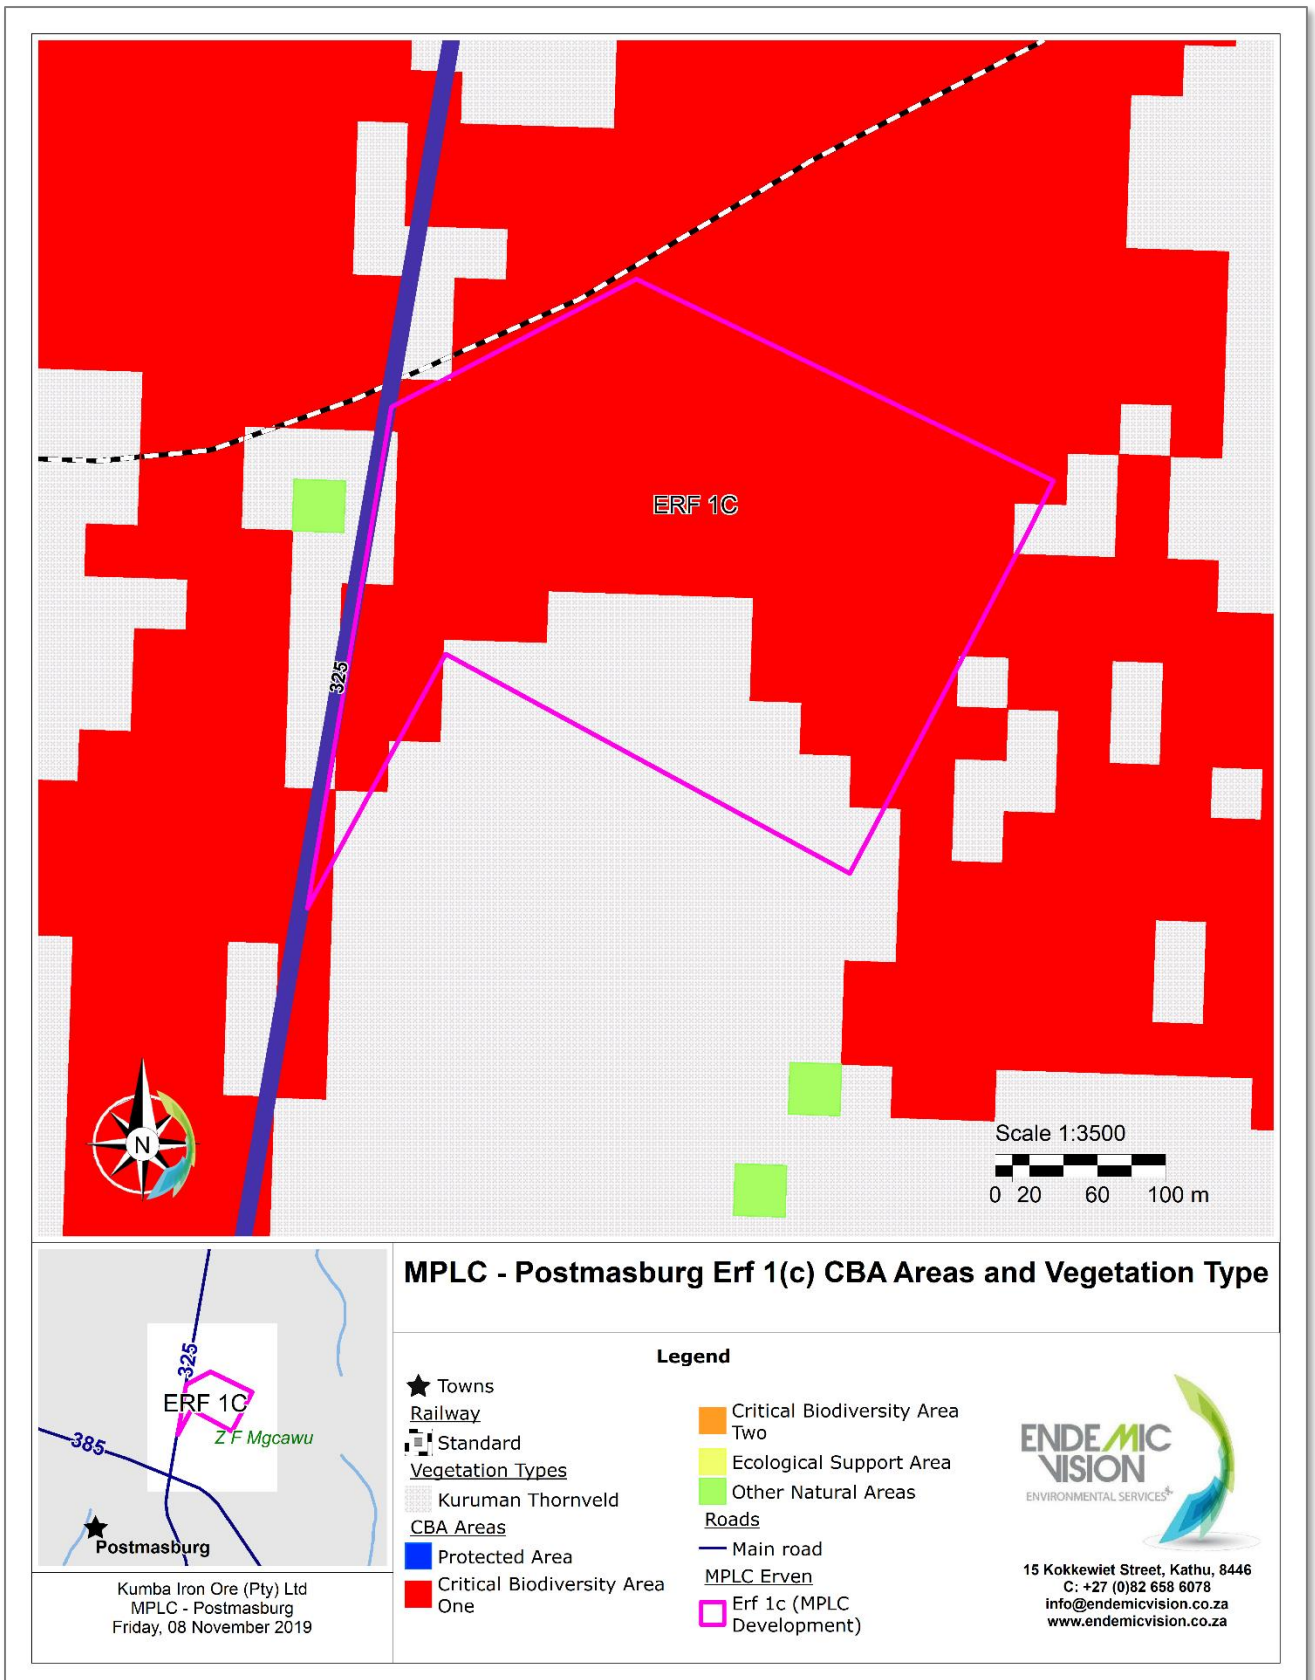 ERF 1C
325
N
Scale 1:3500
0 20 60 100 m
325
ERF 1C
Z F Mgcawu
385
Postmasburg
Kumba Iron Ore (Pty) Ltd
MPLC - Postmasburg
Friday, 08 November 2019
MPLC - Postmasburg Erf 1(c) CBA Areas and Vegetation Type
Legend
Towns
Railway
Standard
Vegetation Types
Kuruman Thornveld
CBA Areas
Protected Area
Critical Biodiversity Area
One
Critical Biodiversity Area
Two
Ecological Support Area
Other Natural Areas
Roads
Main road
MPLC Erven
Erf 1c (MPLC
Development)
ENDEMIC
VISION
ENVIRONMENTAL SERVICES
15 Kokkewiet Street, Kathu, 8446
C: +27 (0)82 658 6078
info@endemicvision.co.za
www.endemicvision.co.za